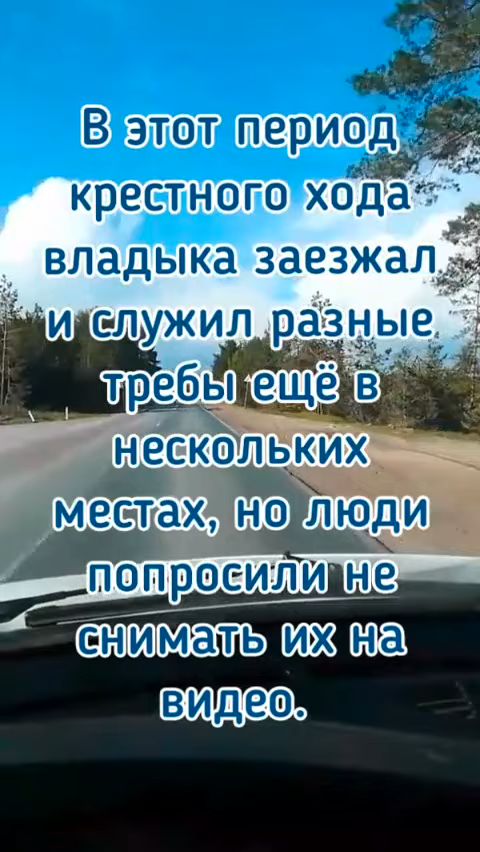 В этот период
крестного хода
владыка заезжал
и служил разные
требы ещё в
нескольких
местах, но люди
попросили не
снимать их на
видео.